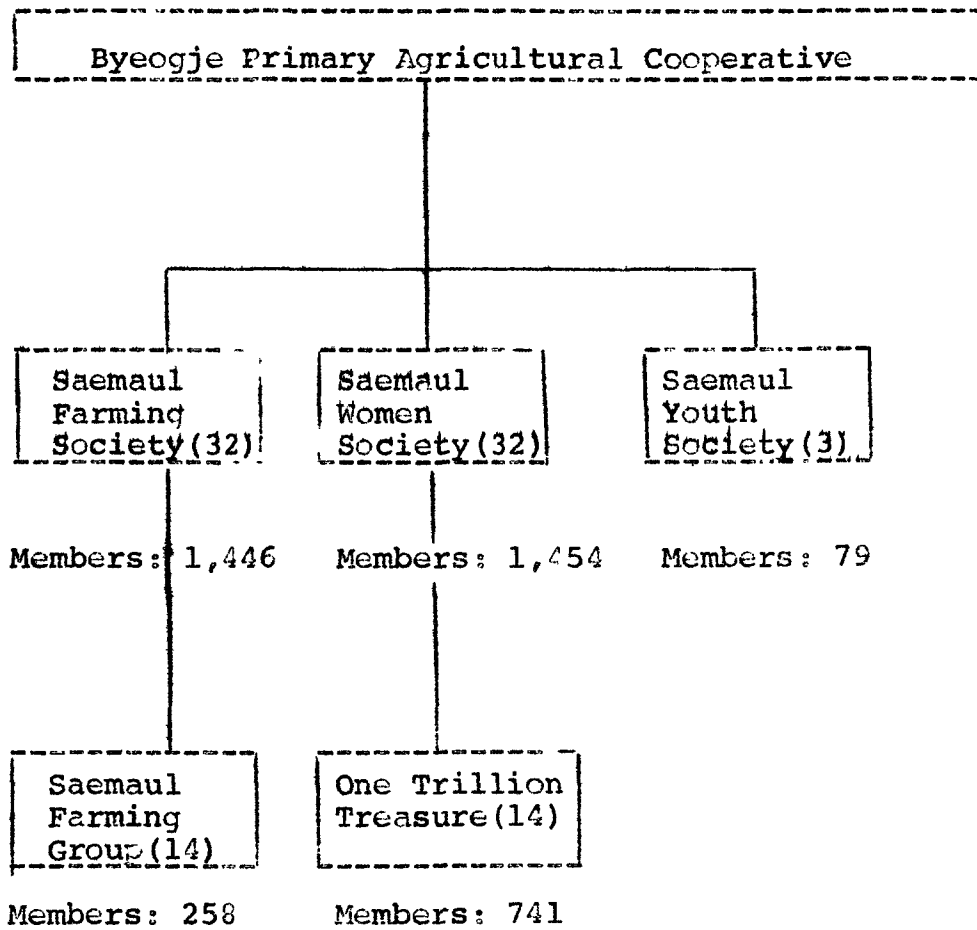 Byeogje Primary Agricultural Cooperative
Saemaul
Farming
Society(32)
Saemaul
Women
Society(32)
Saemaul
Youth
Society(3)
Members: 1,446
Members: 1,454
Members: 79
Saemaul
Farming
Group(14)
One Trillion
Treasure(14)
Members: 258
Members: 741